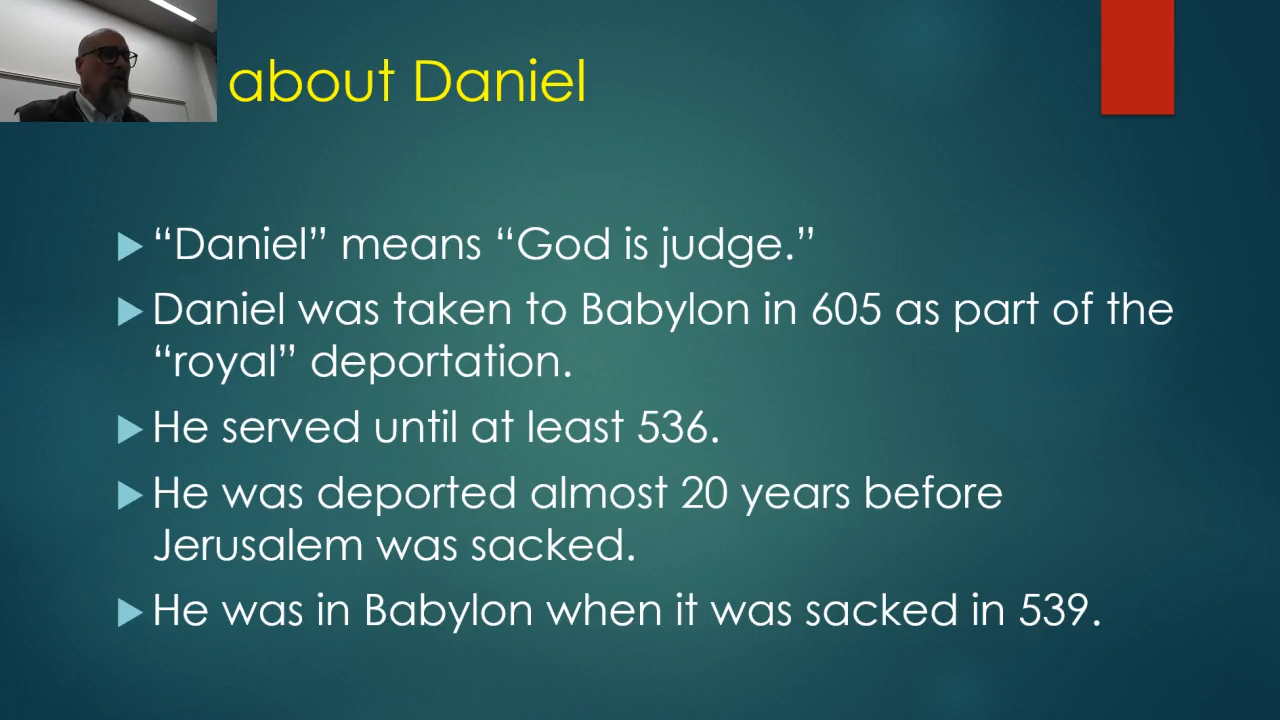 about Daniel
“Daniel” means “God is judge.”
Daniel was taken to Babylon in 605 as part of the
“royal” deportation.
He served until at least 536.
He was deported almost 20 years before
Jerusalem was sacked.
He was in Babylon when it was sacked in 539.